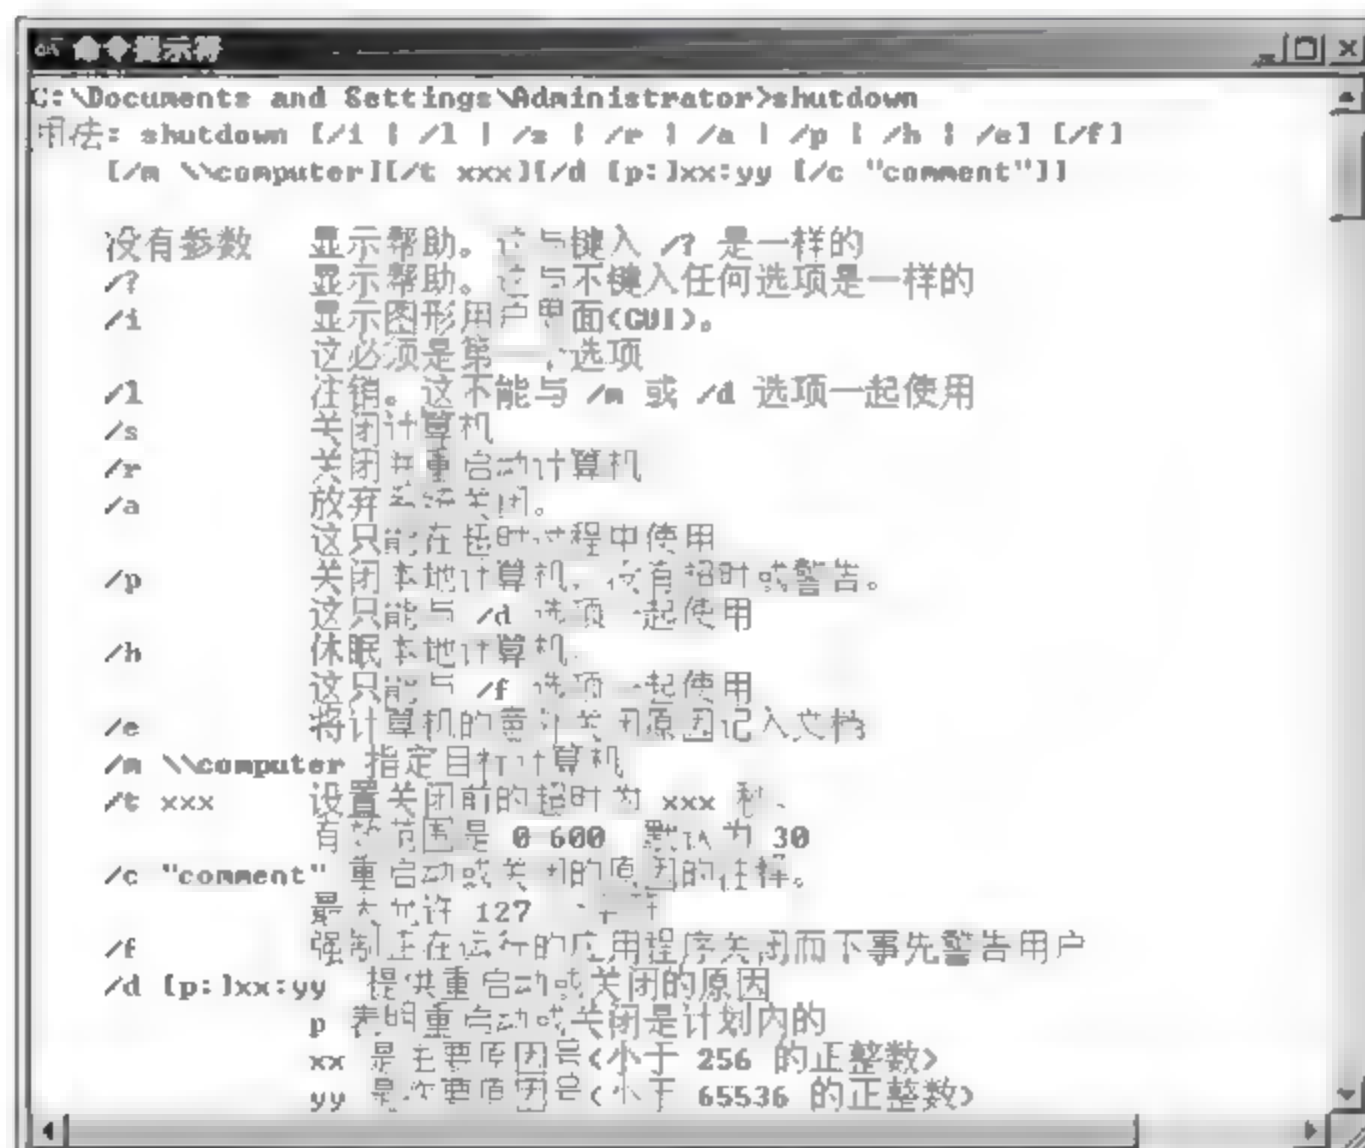 命令提示符
C:\Documents and Settings\Administrator>shutdown
用法: shutdown [/i | /l | /s | /r | /a | /p | /h | /e] [/f]
[/m \\computer][/t xxx][/d [p:]xx:yy [/c "comment"]]
没有参数 显示帮助。这与键入 /? 是一样的
/? 显示帮助。这与不键入任何选项是一样的
/i 显示图形用户界面(GUI)。
这必须是第一个选项
/l 注销。这不能与 /m 或 /d 选项一起使用
/s 关闭计算机
/r 关闭并重启动计算机
/a 放弃系统关闭。
这只能在超时过程中使用
/p 关闭本地计算机,没有超时或警告。
这只能与 /d 选项一起使用
/h 休眠本地计算机
这只能与 /f 选项一起使用
/e 将计算机的意外关闭原因记入文档
/m \\computer 指定目标计算机
/t xxx 设置关闭前的超时为 xxx 秒。
有效范围是 0-600, 默认为 30
/c "comment" 重启动或关闭的原因的注释。
最大允许 127 个字符
/f 强制正在运行的应用程序关闭而不事先警告用户
/d [p:]xx:yy 提供重启动或关闭的原因
p 表明重启动或关闭是计划内的
xx 是主要原因号(小于 256 的正整数)
yy 是次要原因号(小于 65536 的正整数)